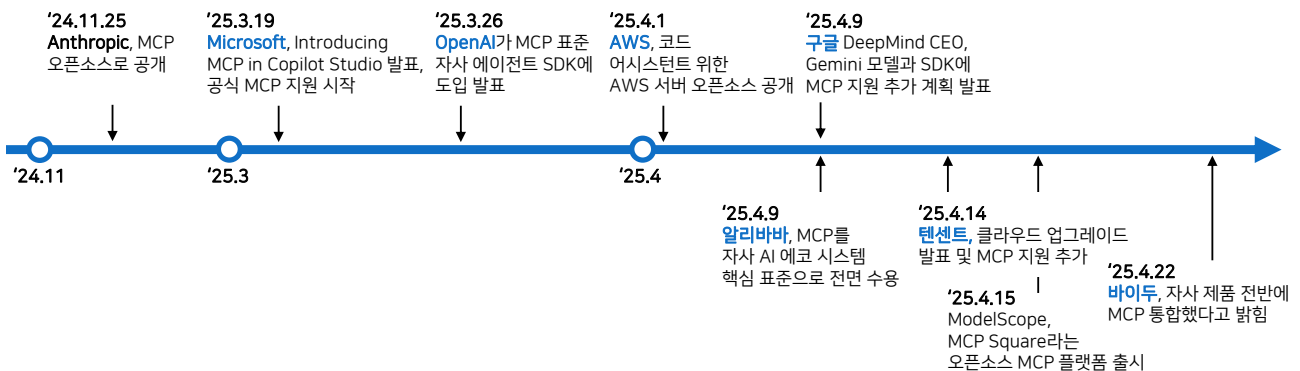 ‘24.11.25
Anthropic, MCP
오픈소스로 공개
‘25.3.19
Microsoft, Introducing
MCP in Copilot Studio 발표,
공식 MCP 지원 시작
‘25.3.26
OpenAI가 MCP 표준
자사 에이전트 SDK에
도입 발표
‘25.4.1
AWS, 코드
어시스턴트 위한
AWS 서버 오픈소스 공개
‘25.4.9
구글 DeepMind CEO,
Gemini 모델과 SDK에
MCP 지원 추가 계획 발표
‘24.11
‘25.3
‘25.4
‘25.4.9
알리바바, MCP를
자사 AI 에코 시스템
핵심 표준으로 전면 수용
‘25.4.14
텐센트, 클라우드 업그레이드
발표 및 MCP 지원 추가
‘25.4.15
ModelScope,
MCP Square라는
오픈소스 MCP 플랫폼 출시
‘25.4.22
바이두, 자사 제품 전반에
MCP 통합했다고 밝힘